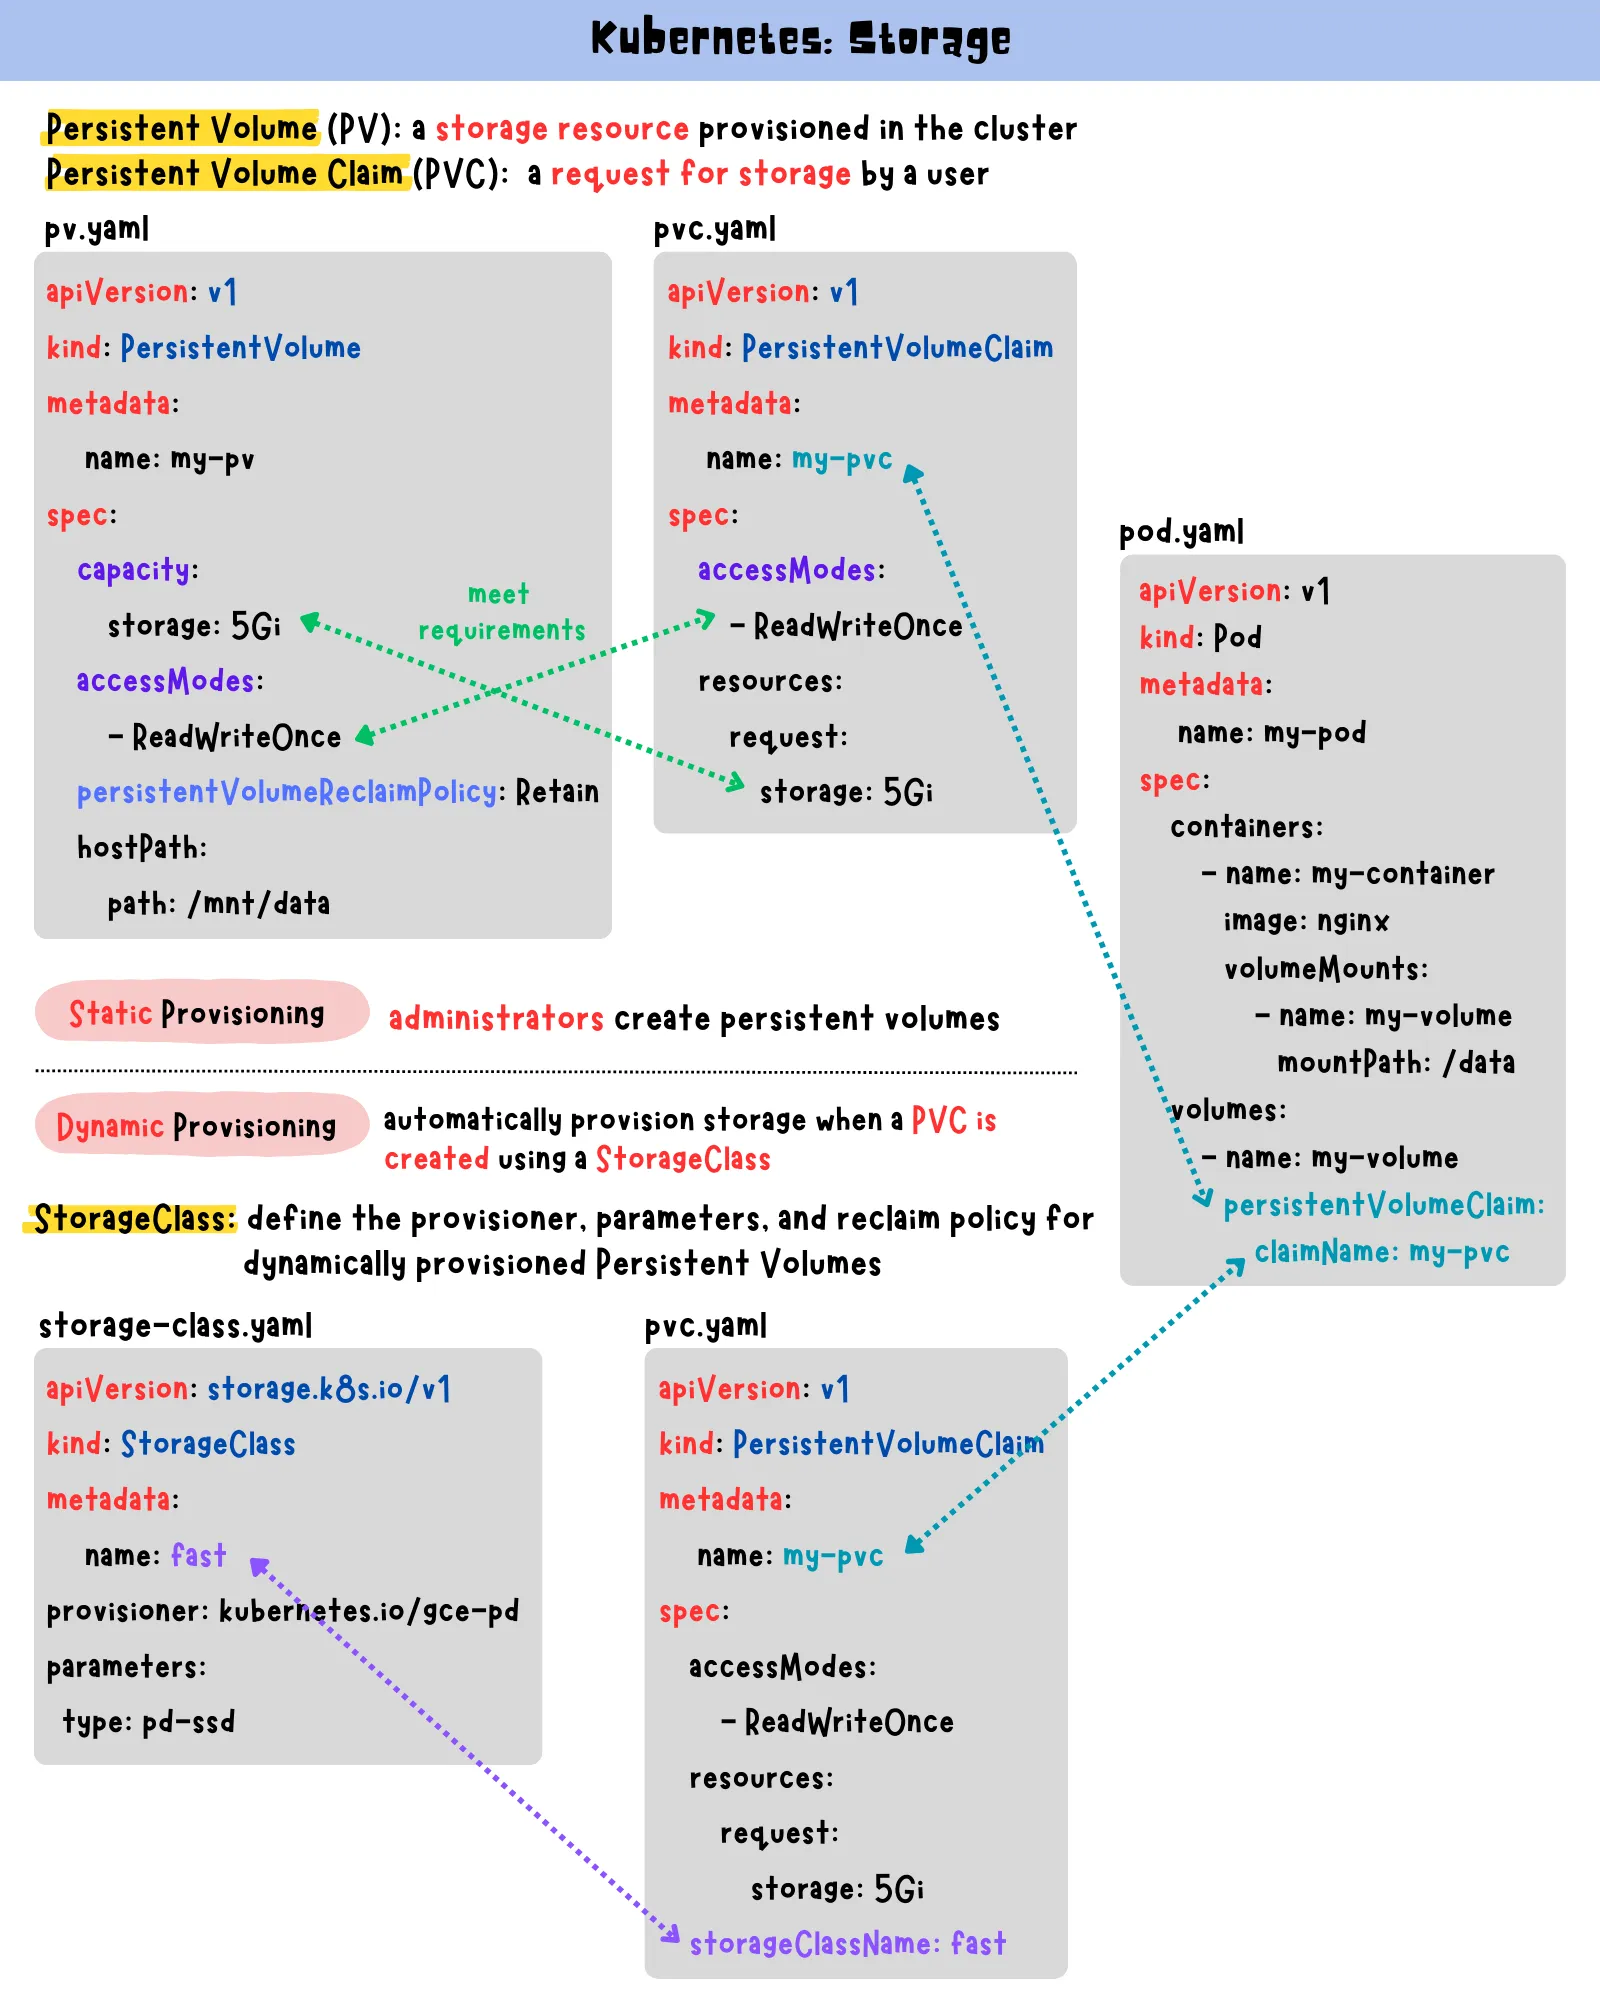 Kubernetes: Storage
Persistent Volume (PV): a storage resource provisioned in the cluster
Persistent Volume Claim (PVC): a request for storage by a user
pv.yaml
apiVersion: v1
kind: PersistentVolume
metadata:
name: my-pv
spec:
capacity:
storage: 5Gi
accessModes:
- ReadWriteOnce
persistentVolumeReclaimPolicy: Retain
hostPath:
path: /mnt/data
meet
requirements
pvc.yaml
apiVersion: v1
kind: PersistentVolumeClaim
metadata:
name: my-pvc
spec:
accessModes:
- ReadWriteOnce
resources:
request:
storage: 5Gi
pod.yaml
apiVersion: v1
kind: Pod
metadata:
name: my-pod
spec:
containers:
- name: my-container
image: nginx
volumeMounts:
- name: my-volume
mountPath: /data
volumes:
- name: my-volume
persistentVolumeClaim:
claimName: my-pvc
Static Provisioning
administrators create persistent volumes
Dynamic Provisioning
automatically provision storage when a PVC is
created using a StorageClass
StorageClass: define the provisioner, parameters, and reclaim policy for
dynamically provisioned Persistent Volumes
storage-class.yaml
apiVersion: storage.k8s.io/v1
kind: StorageClass
metadata:
name: fast
provisioner: kubernetes.io/gce-pd
parameters:
type: pd-ssd
pvc.yaml
apiVersion: v1
kind: PersistentVolumeClaim
metadata:
name: my-pvc
spec:
accessModes:
- ReadWriteOnce
resources:
request:
storage: 5Gi
storageClassName: fast